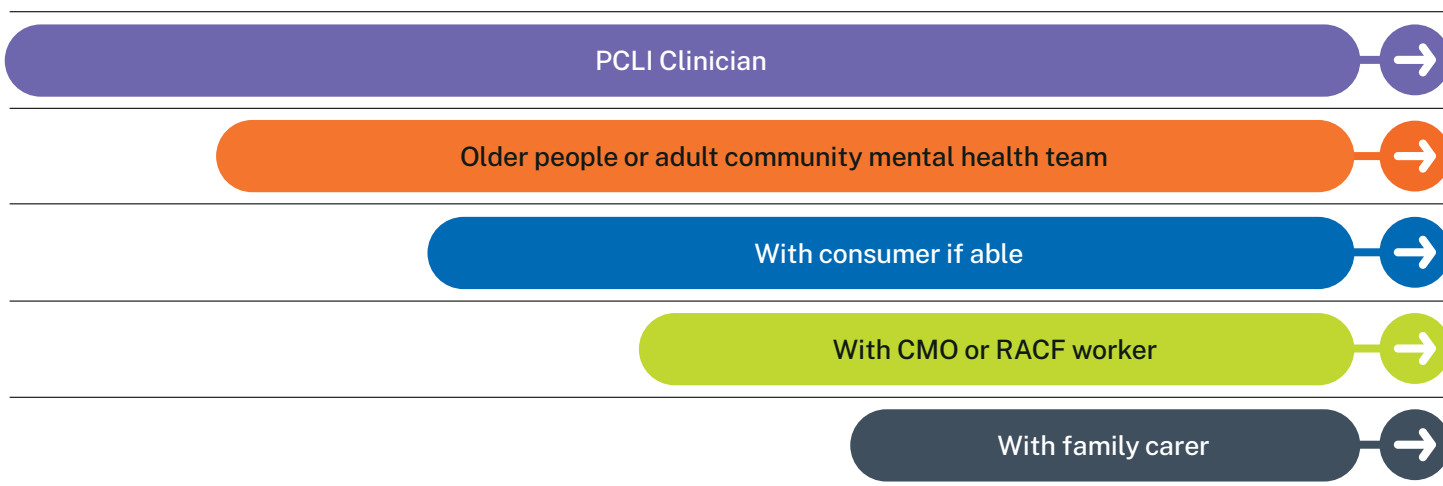 PCLI Clinician
Older people or adult community mental health team
With consumer if able
With CMO or RACF worker
With family carer